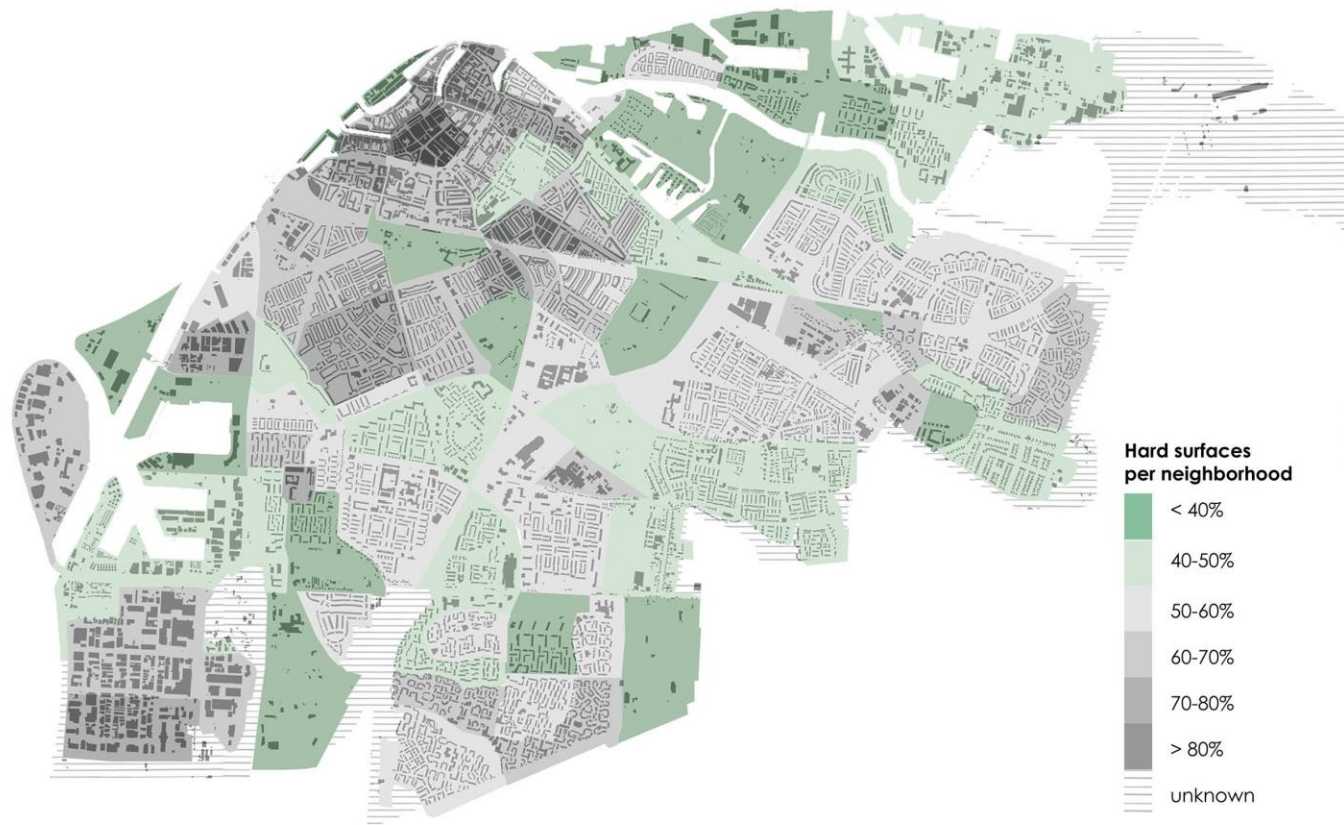 Hard surfaces
per neighborhood
< 40%
40-50%
50-60%
60-70%
70-80%
> 80%
unknown